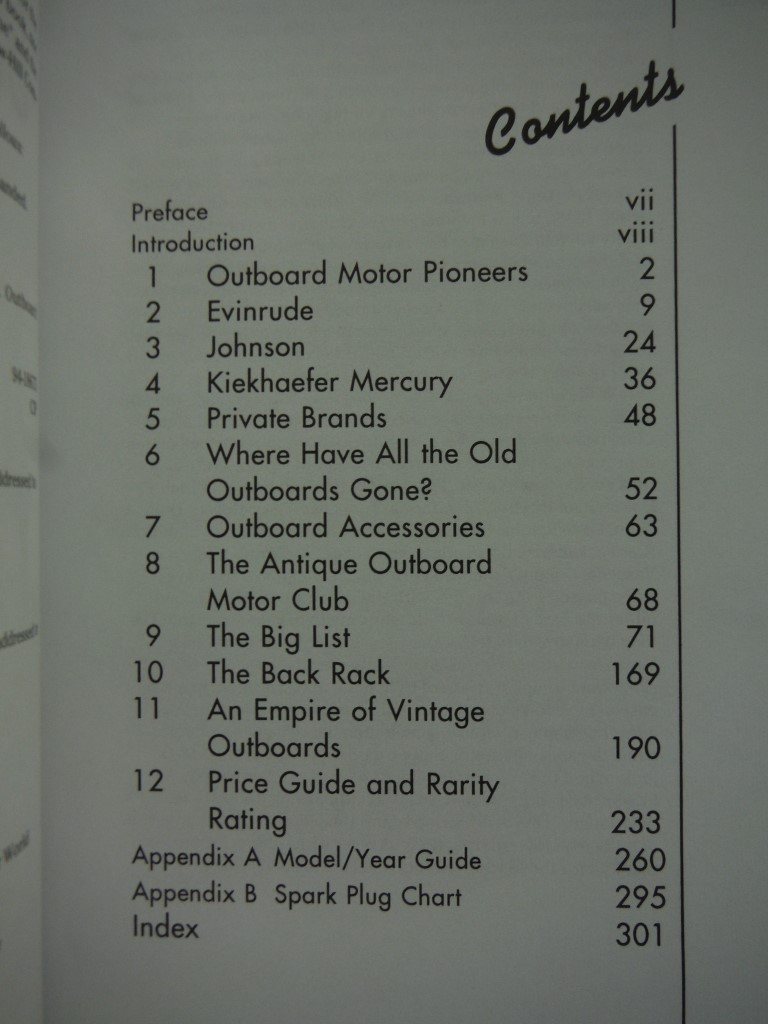 Contents
Preface vii
Introduction viii
1 Outboard Motor Pioneers 2
2 Evinrude 9
3 Johnson 24
4 Kiekhaefer Mercury 36
5 Private Brands 48
6 Where Have All the Old
Outboards Gone? 52
7 Outboard Accessories 63
8 The Antique Outboard
Motor Club 68
9 The Big List 71
10 The Back Rack 169
11 An Empire of Vintage
Outboards 190
12 Price Guide and Rarity
Rating 233
Appendix A Model/Year Guide 260
Appendix B Spark Plug Chart 295
Index 301